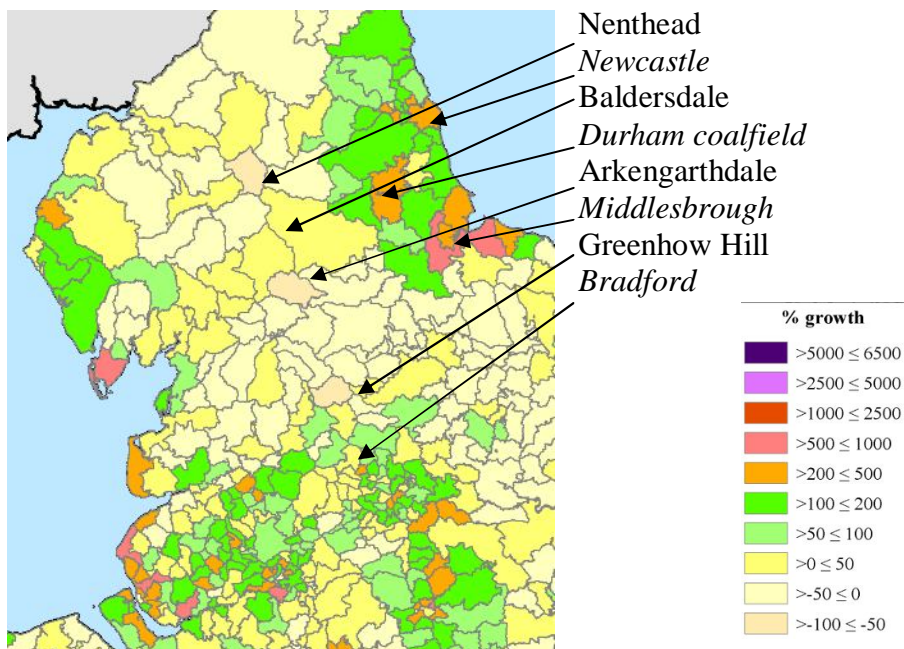 Nenthead
Newcastle
Baldersdale
Durham coalfield
Arkengarthdale
Middlesbrough
Greenhow Hill
Bradford
% growth
>5000 ≤ 6500
>2500 ≤ 5000
>1000 ≤ 2500
>500 ≤ 1000
>200 ≤ 500
>100 ≤ 200
>50 ≤ 100
>0 ≤ 50
>-50 ≤ 0
>-100 ≤ -50